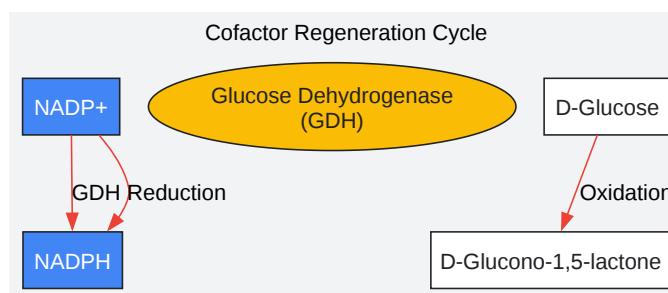 Cofactor Regeneration Cycle
NADP+
Glucose Dehydrogenase
(GDH)
D-Glucose
GDH Reduction
Oxidation
NADPH
D-Glucono-1,5-lactone